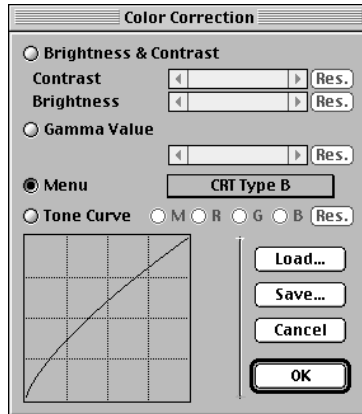 Color Correction
Brightness & Contrast
Contrast Res.
Brightness Res.
Gamma Value
Res.
Menu CRT Type B
Tone Curve M R G B Res.
Load...
Save...
Cancel
OK